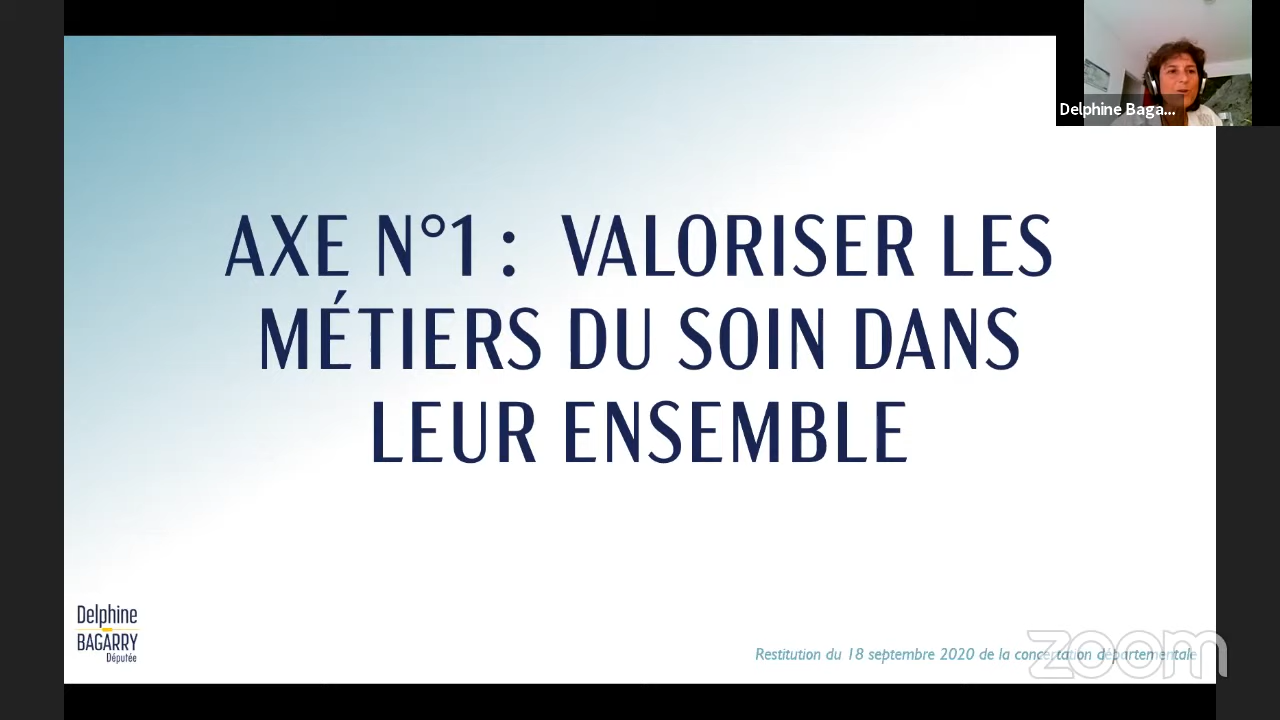 Delphine Baga...
AXE N°1 : VALORISER LES
MÉTIERS DU SOIN DANS
LEUR ENSEMBLE
Delphine
BAGARRY
Députée
Restitution du 18 septembre 2020 de la concertation départementale
zoom